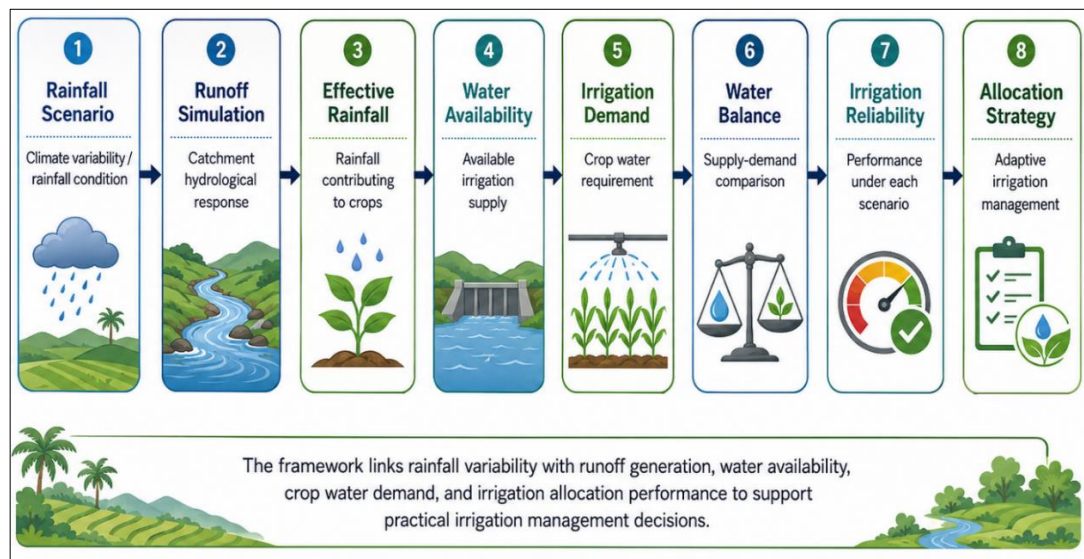 1
Rainfall
Scenario
Climate variability /
rainfall condition
2
Runoff
Simulation
Catchment
hydrological
response
3
Effective
Rainfall
Rainfall
contributing
to crops
4
Water
Availability
Available
irrigation
supply
5
Irrigation
Demand
Crop water
requirement
6
Water
Balance
Supply-demand
comparison
7
Irrigation
Reliability
Performance
under each
scenario
8
Allocation
Strategy
Adaptive
irrigation
management
The framework links rainfall variability with runoff generation, water availability,
crop water demand, and irrigation allocation performance to support
practical irrigation management decisions.